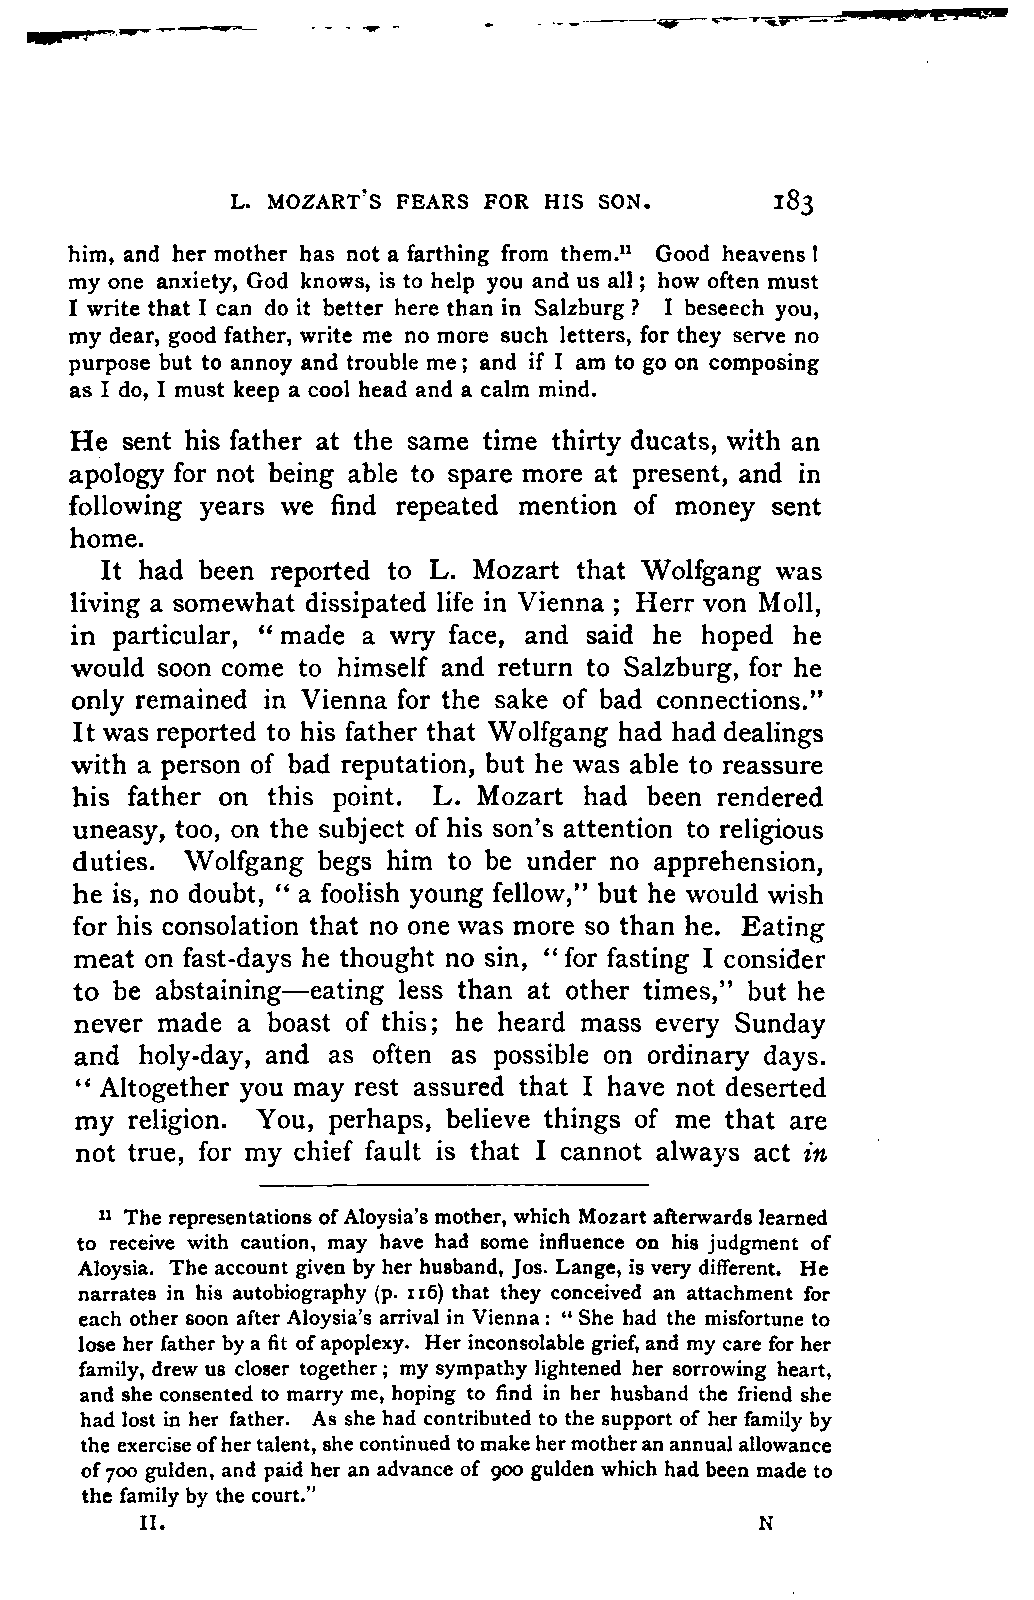 L. MOZART'S FEARS FOR HIS SON. 183
him, and her mother has not a farthing from them.¹¹ Good heavens!
my one anxiety, God knows, is to help you and us all; how often must
I write that I can do it better here than in Salzburg? I beseech you,
my dear, good father, write me no more such letters, for they serve no
purpose but to annoy and trouble me; and if I am to go on composing
as I do, I must keep a cool head and a calm mind.
He sent his father at the same time thirty ducats, with an
apology for not being able to spare more at present, and in
following years we find repeated mention of money sent
home.
It had been reported to L. Mozart that Wolfgang was
living a somewhat dissipated life in Vienna; Herr von Moll,
in particular, "made a wry face, and said he hoped he
would soon come to himself and return to Salzburg, for he
only remained in Vienna for the sake of bad connections."
It was reported to his father that Wolfgang had had dealings
with a person of bad reputation, but he was able to reassure
his father on this point. L. Mozart had been rendered
uneasy, too, on the subject of his son's attention to religious
duties. Wolfgang begs him to be under no apprehension,
he is, no doubt, "a foolish young fellow," but he would wish
for his consolation that no one was more so than he. Eating
meat on fast-days he thought no sin, "for fasting I consider
to be abstaining—eating less than at other times," but he
never made a boast of this; he heard mass every Sunday
and holy-day, and as often as possible on ordinary days.
"Altogether you may rest assured that I have not deserted
my religion. You, perhaps, believe things of me that are
not true, for my chief fault is that I cannot always act in
¹¹ The representations of Aloysia's mother, which Mozart afterwards learned
to receive with caution, may have had some influence on his judgment of
Aloysia. The account given by her husband, Jos. Lange, is very different. He
narrates in his autobiography (p. 116) that they conceived an attachment for
each other soon after Aloysia's arrival in Vienna: "She had the misfortune to
lose her father by a fit of apoplexy. Her inconsolable grief, and my care for her
family, drew us closer together; my sympathy lightened her sorrowing heart,
and she consented to marry me, hoping to find in her husband the friend she
had lost in her father. As she had contributed to the support of her family by
the exercise of her talent, she continued to make her mother an annual allowance
of 700 gulden, and paid her an advance of 900 gulden which had been made to
the family by the court."
II. N